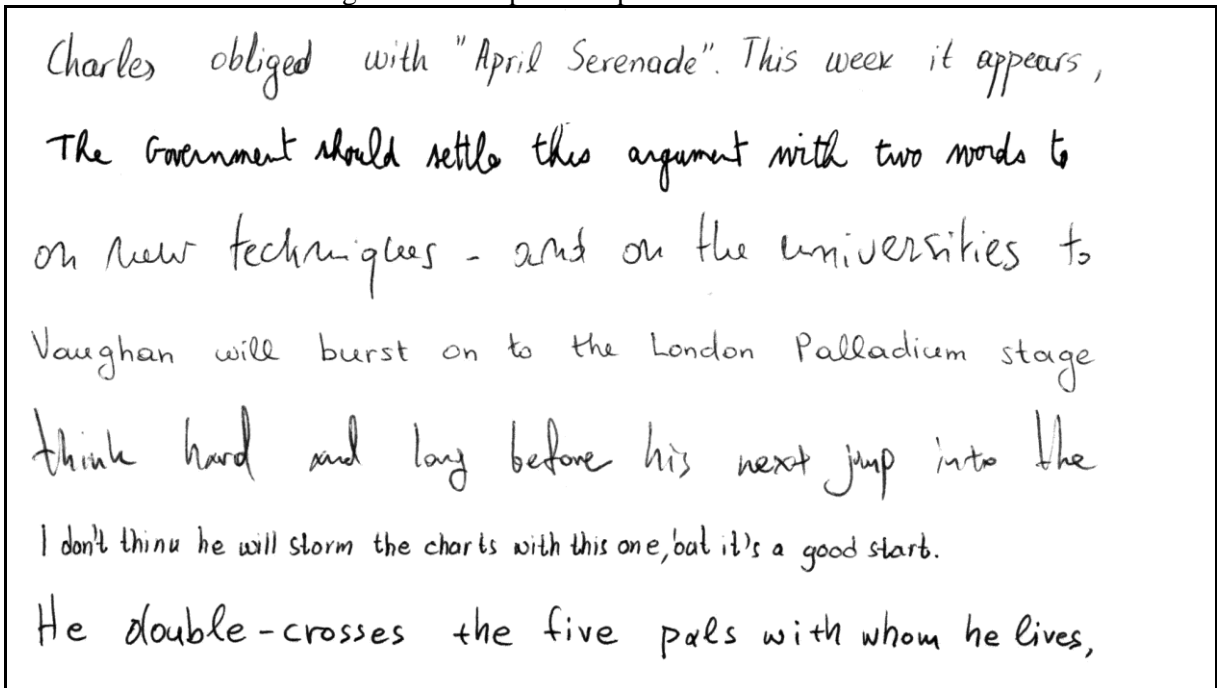 Charles obliged with "April Serenade". This week it appears,
The Government should settle this argument with two words to
on new techniques - and on the universities to
Vaughan will burst on to the London Palladium stage
think hard and long before his next jump into the
I don't think he will storm the charts with this one, but it's a good start.
He double-crosses the five pals with whom he lives,